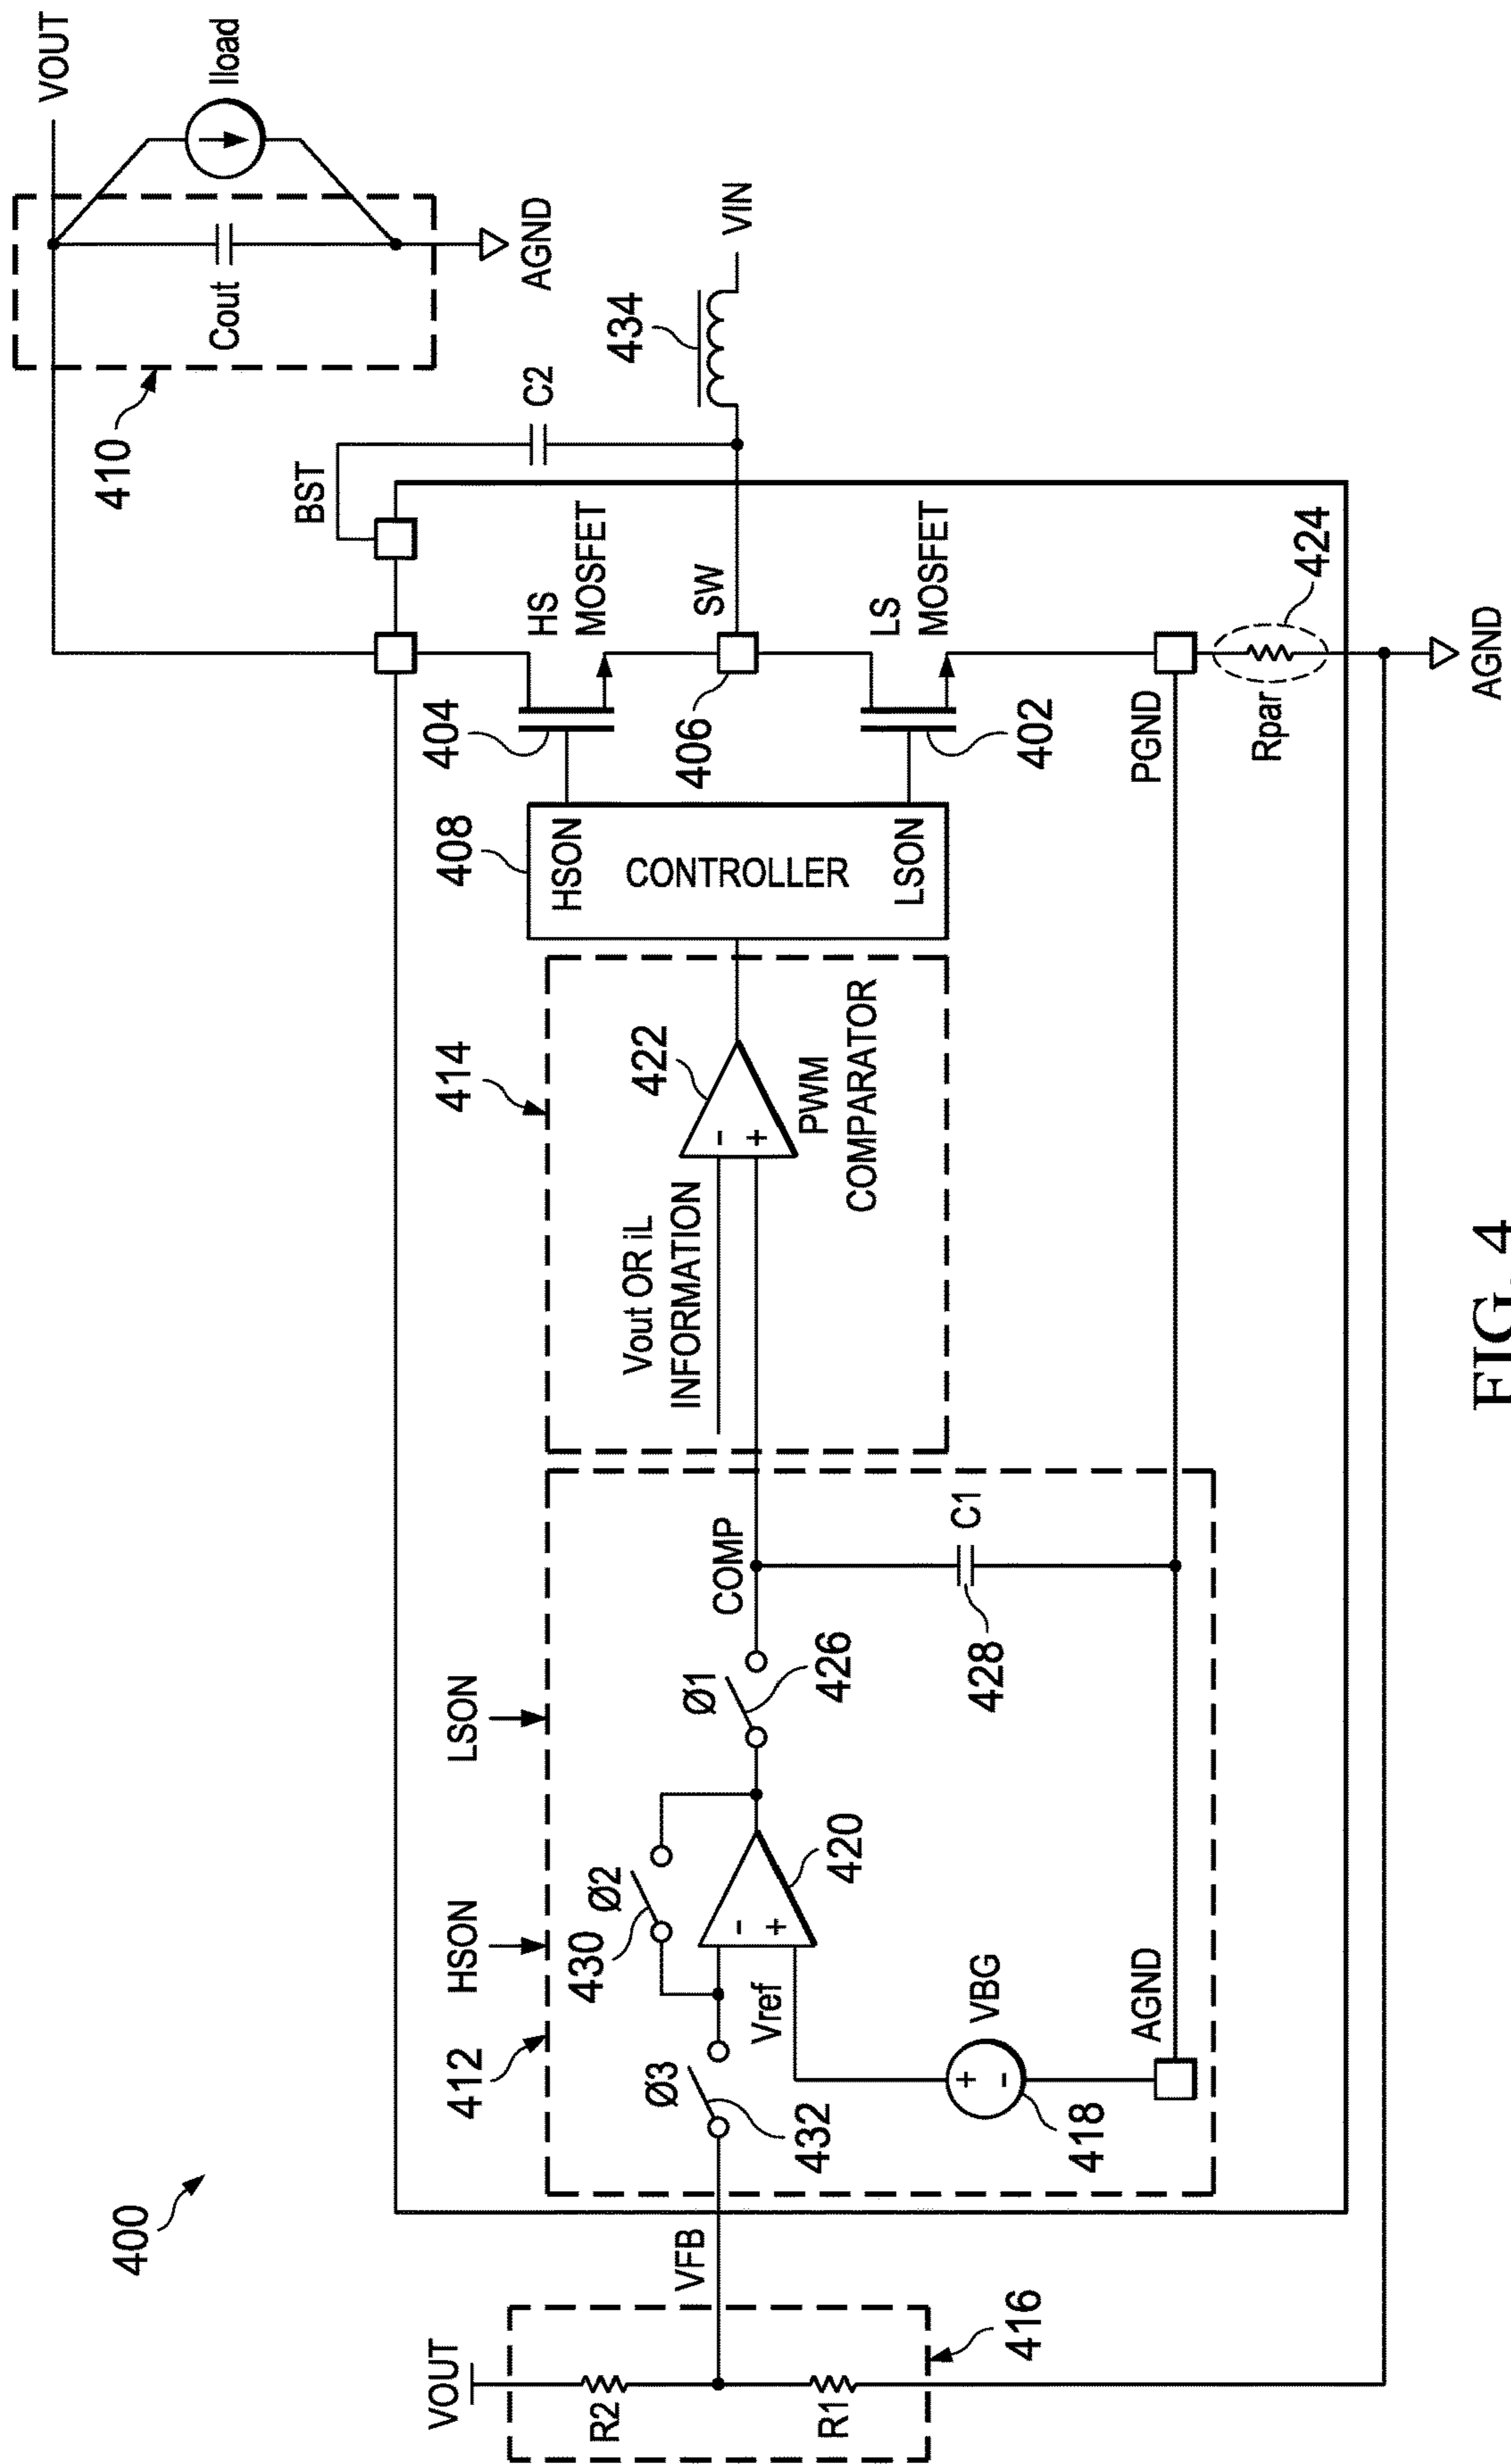 400
VOUT
R2
R1
416
VFB
412
HSON
LSON
Ø3
432
Ø2
430
Vref
420
VBG
418
AGND
Ø1
426
COMP
C1
428
414
Vout OR iL
INFORMATION
422
PWM
COMPARATOR
408
HSON
CONTROLLER
LSON
404
HS
MOSFET
406
SW
LS
MOSFET
402
PGND
Rpar
424
AGND
BST
C2
434
VIN
410
Cout
AGND
VOUT
Iload
FIG. 4